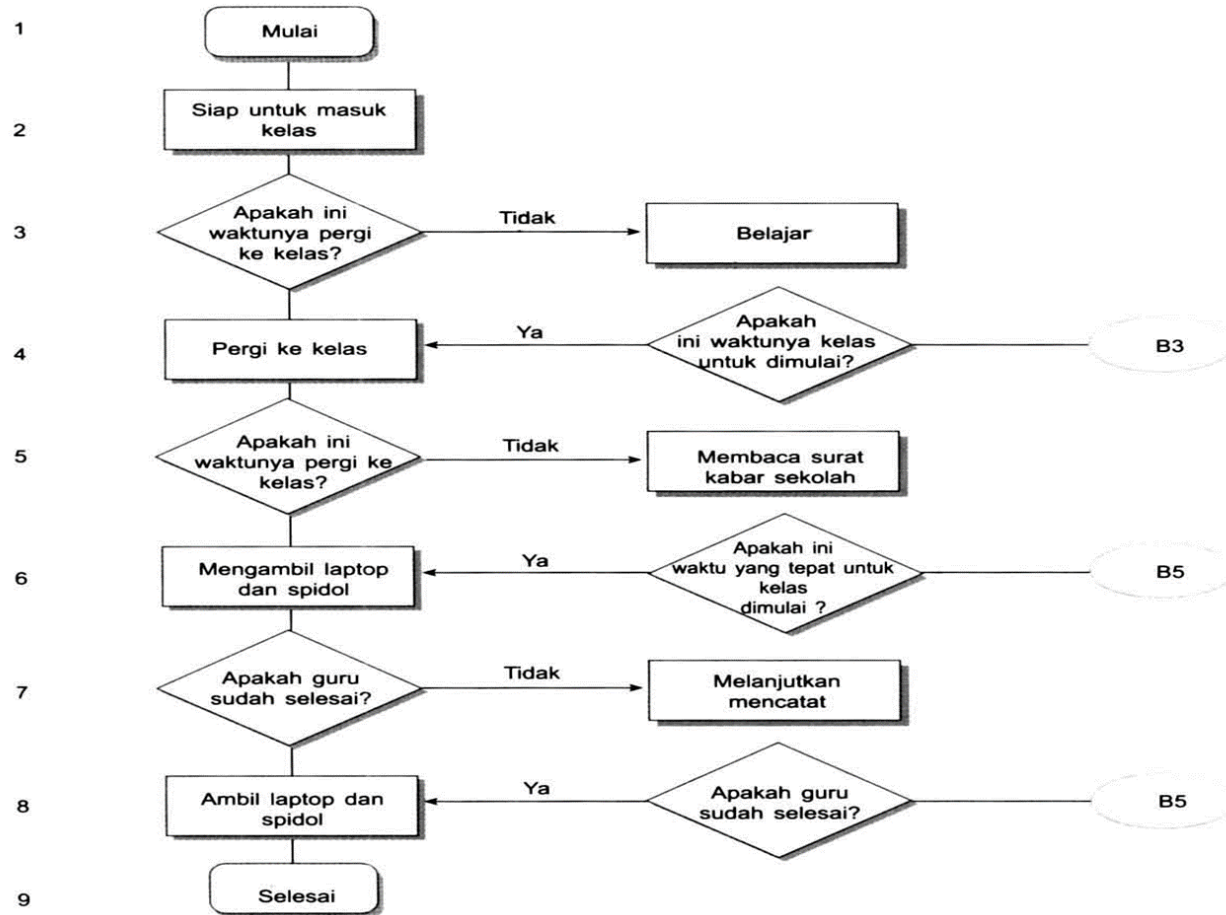 1
Mulai
2
Siap untuk masuk
kelas
3
Apakah ini
waktunya pergi
ke kelas?
Tidak
Belajar
4
Pergi ke kelas
Ya
Apakah
ini waktunya kelas
untuk dimulai?
B3
5
Apakah ini
waktunya pergi ke
kelas?
Tidak
Membaca surat
kabar sekolah
6
Mengambil laptop
dan spidol
Ya
Apakah ini
waktu yang tepat untuk
kelas
dimulai ?
B5
7
Apakah guru
sudah selesai?
Tidak
Melanjutkan
mencatat
8
Ambil laptop dan
spidol
Ya
Apakah guru
sudah selesai?
B5
9
Selesai